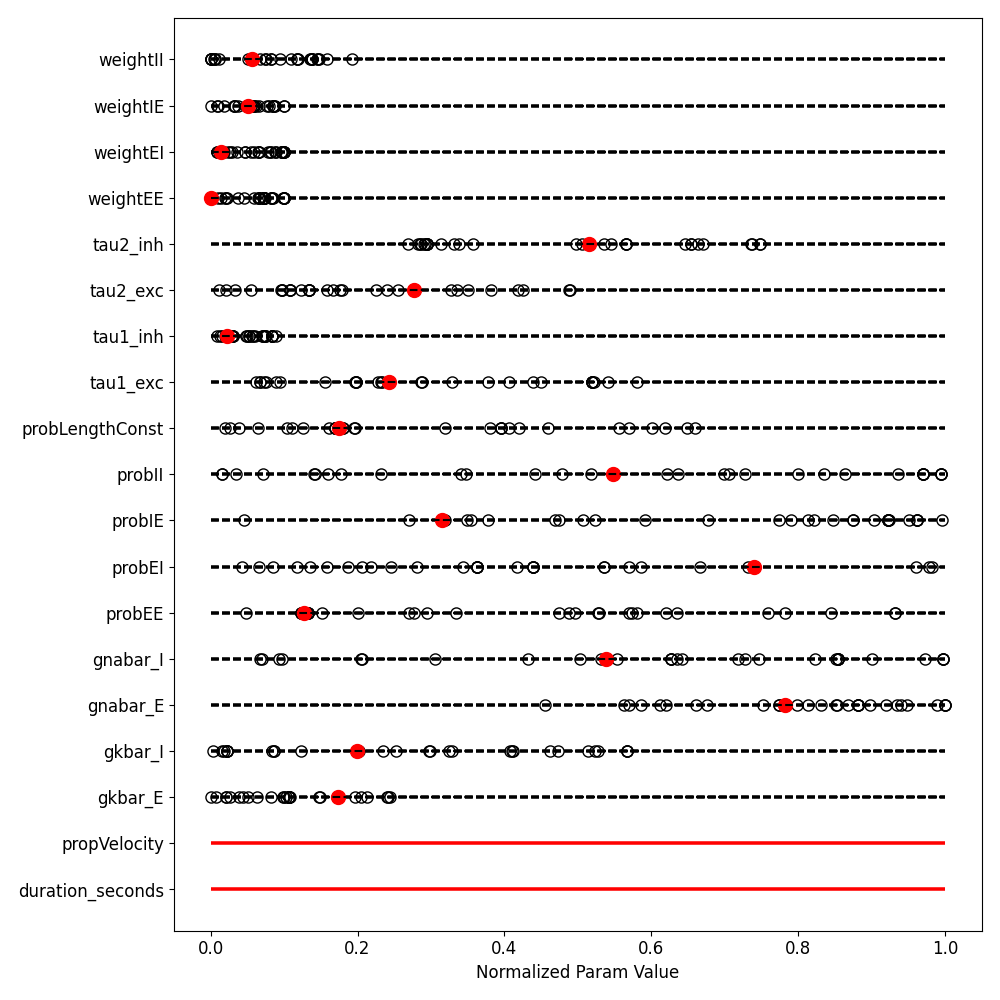 weightII
weightIE
weightEI
weightEE
tau2_inh
tau2_exc
tau1_inh
tau1_exc
probLengthConst
probII
probIE
probEI
probEE
gnabar_I
gnabar_E
gkbar_I
gkbar_E
propVelocity
duration_seconds
0.0 0.2 0.4 0.6 0.8 1.0
Normalized Param Value